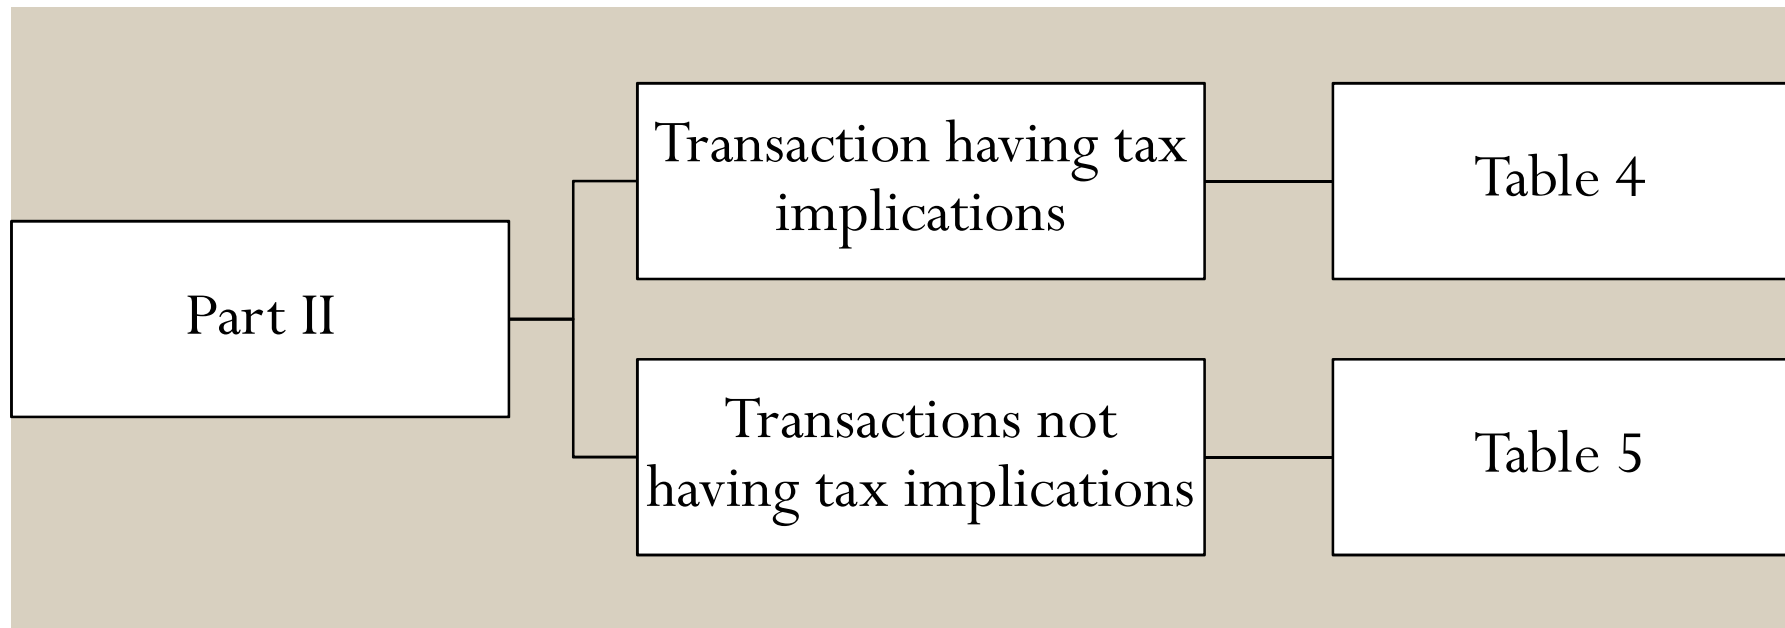 Part II
Transaction having tax
implications
Table 4
Transactions not
having tax implications
Table 5